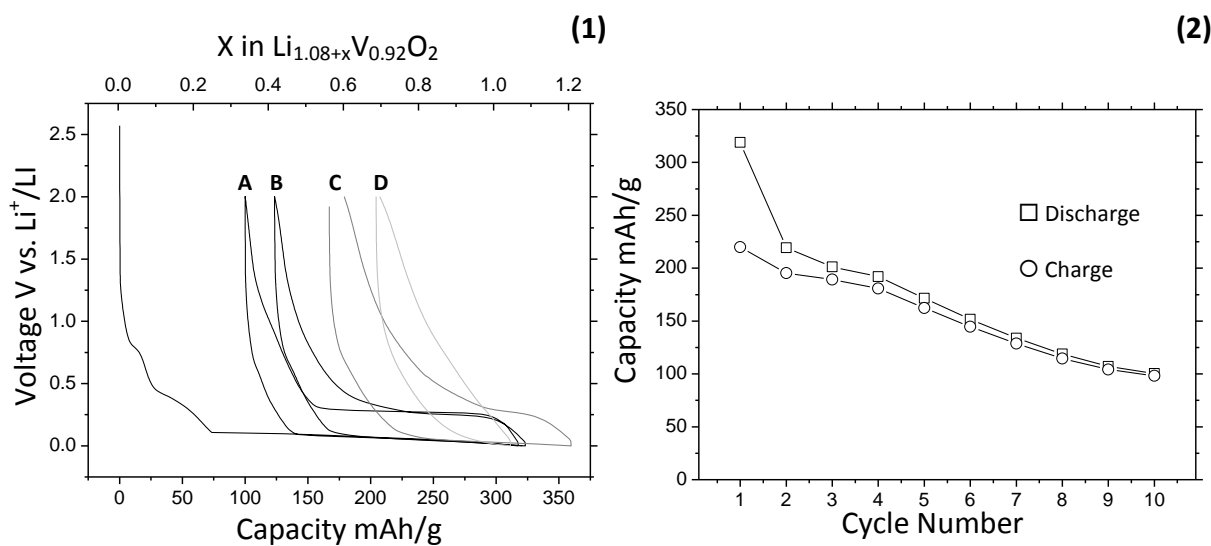 (1)
X in Li1.08+xV0.92O2
0.0 0.2 0.4 0.6 0.8 1.0 1.2
Voltage V vs. Li+/LI
2.5
2.0
1.5
1.0
0.5
0.0
A B C D
0 50 100 150 200 250 300 350
Capacity mAh/g
(2)
Capacity mAh/g
350
300
250
200
150
100
50
0
Discharge
Charge
1 2 3 4 5 6 7 8 9 10
Cycle Number